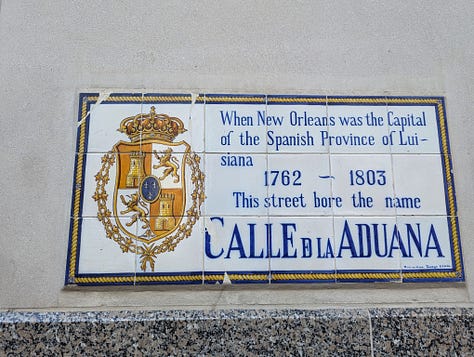 When New Orleans was the Capital
of the Spanish Province of Lui-
siana
1762 ~ 1803
This street bore the name
CALLE D LA ADUANA